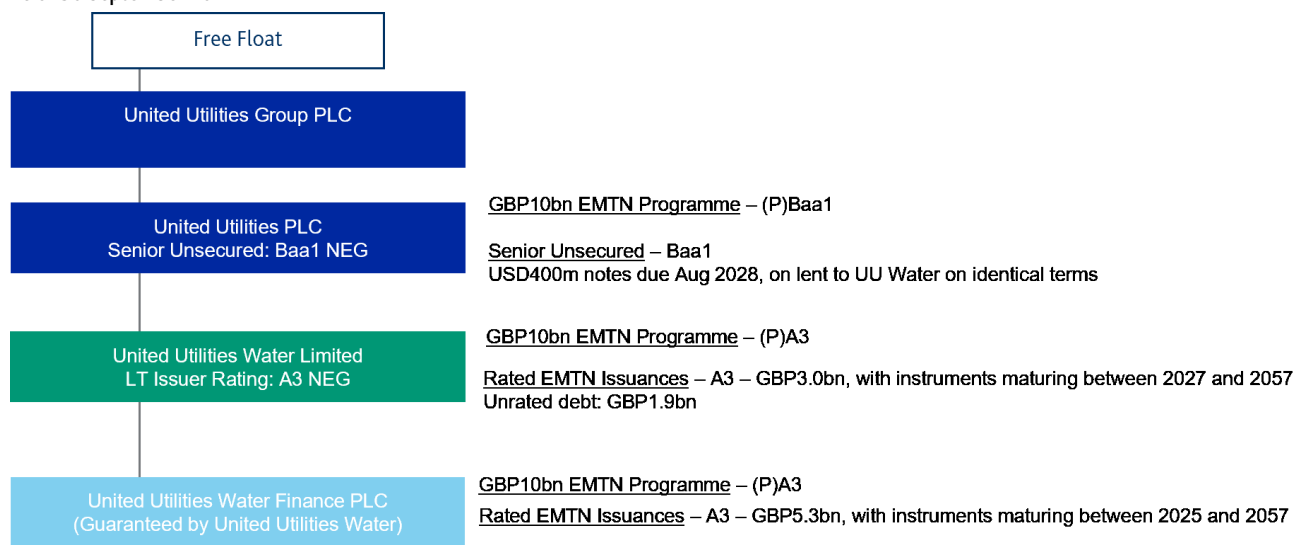 Free Float
United Utilities Group PLC
United Utilities PLC
Senior Unsecured: Baa1 NEG
GBP10bn EMTN Programme – (P)Baa1
Senior Unsecured – Baa1
USD400m notes due Aug 2028, on lent to UU Water on identical terms
United Utilities Water Limited
LT Issuer Rating: A3 NEG
GBP10bn EMTN Programme – (P)A3
Rated EMTN Issuances – A3 – GBP3.0bn, with instruments maturing between 2027 and 2057
Unrated debt: GBP1.9bn
United Utilities Water Finance PLC
(Guaranteed by United Utilities Water)
GBP10bn EMTN Programme – (P)A3
Rated EMTN Issuances – A3 – GBP5.3bn, with instruments maturing between 2025 and 2057